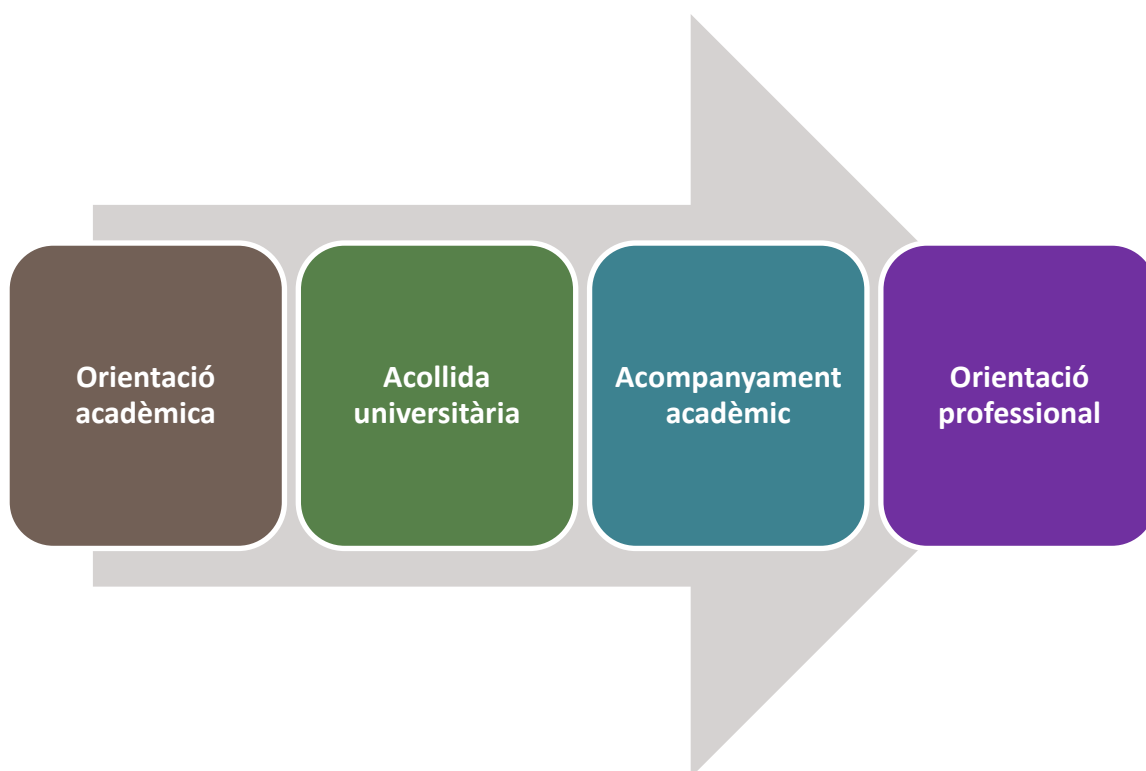 Orientació
acadèmica
Acollida
universitària
Acompanyament
acadèmic
Orientació
professional